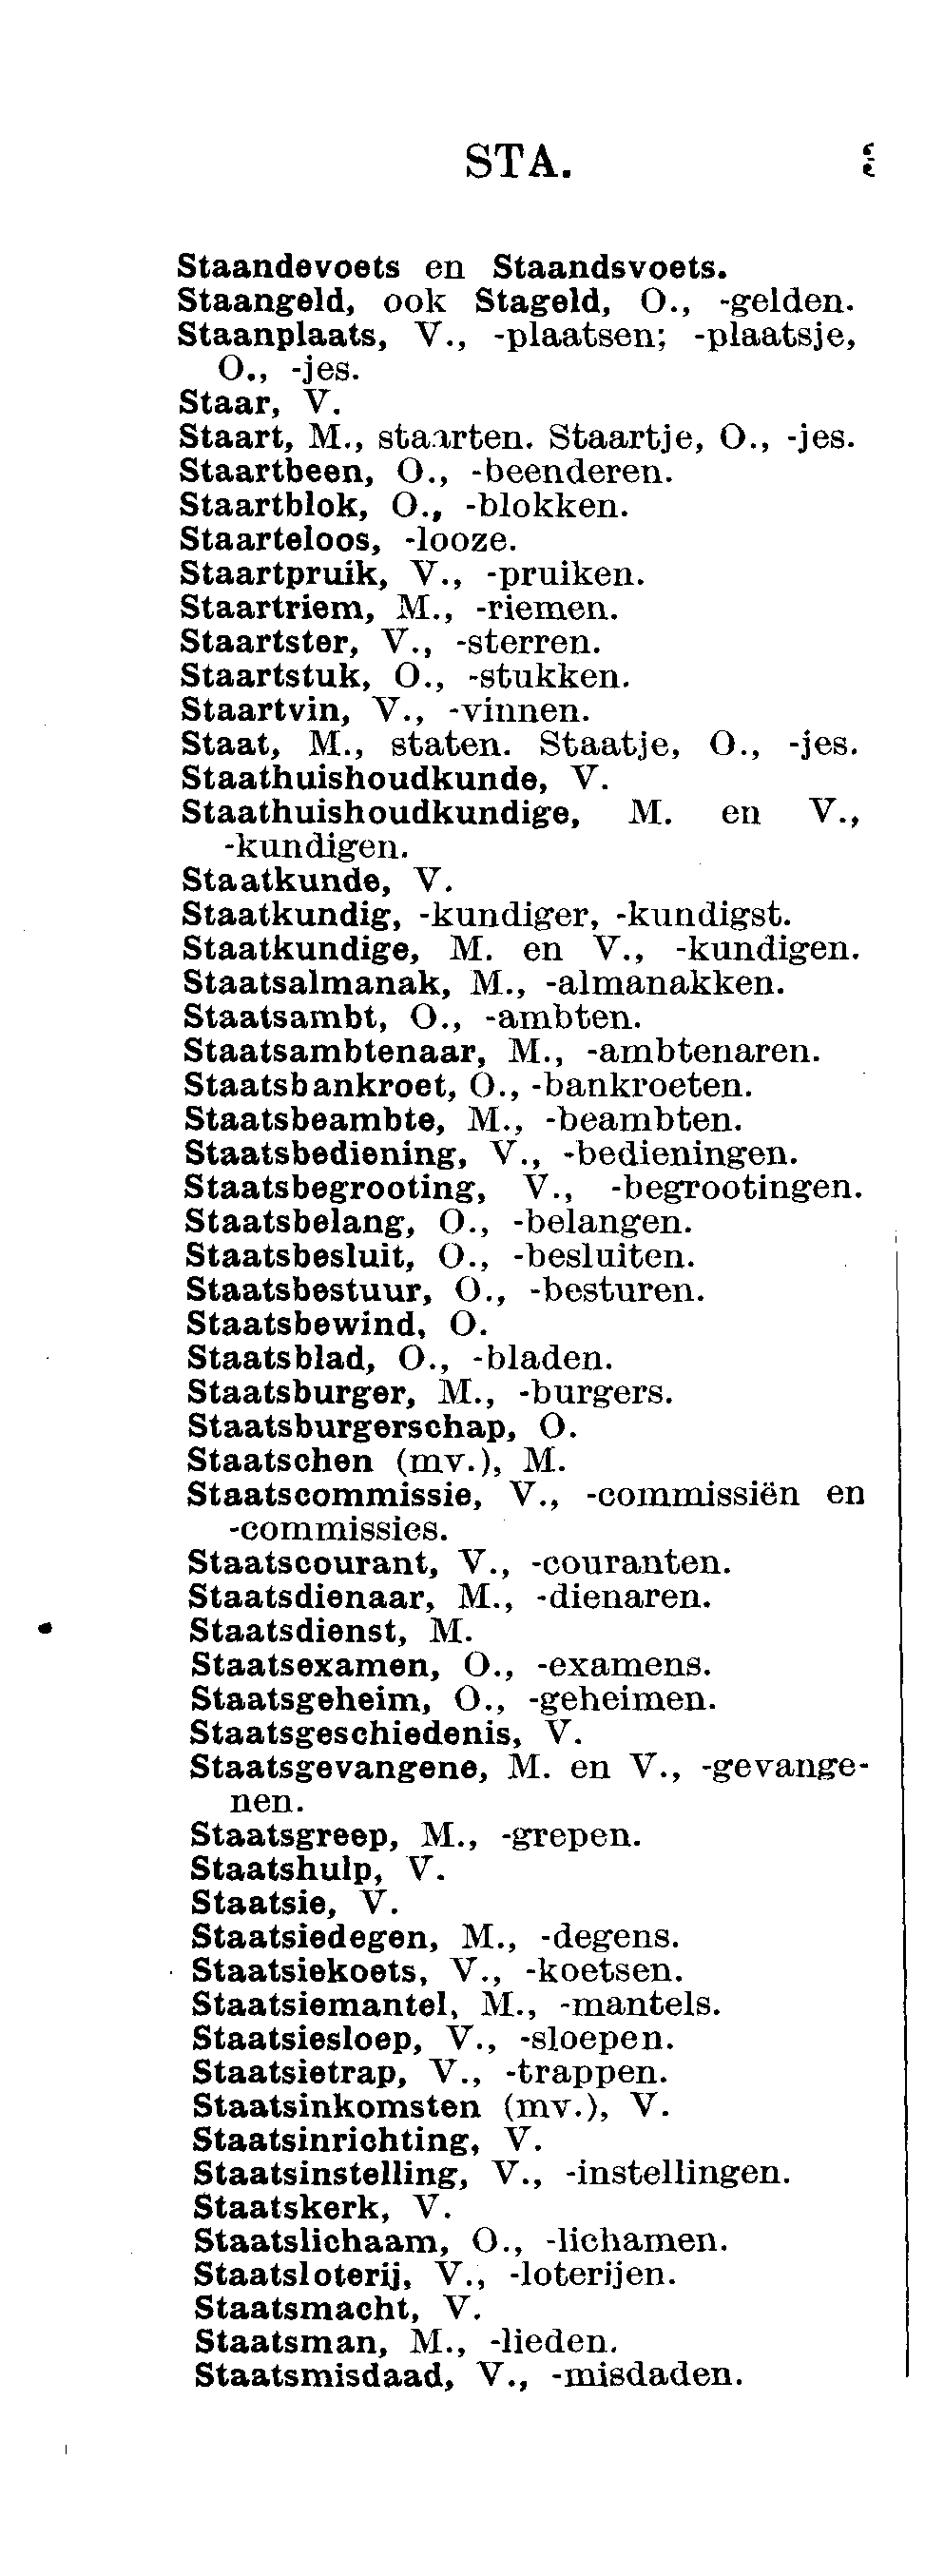 STA.
Staandevoets en Staandsvoets.
Staangeld, ook Stageld, O., -gelden.
Staanplaats, V., -plaatsen; -plaatsje,
O., -jes.
Staar, V.
Staart, M., staarten. Staartje, O., -jes.
Staartbeen, O., -beenderen.
Staartblok, O., -blokken.
Staarteloos, -looze.
Staartpruik, V., -pruiken.
Staartriem, M., -riemen.
Staartster, V., -sterren.
Staartstuk, O., -stukken.
Staartvin, V., -vinnen.
Staat, M., staten. Staatje, O., -jes.
Staathuishoudkunde, V.
Staathuishoudkundige, M. en V.,
-kundigen.
Staatkunde, V.
Staatkundig, -kundiger, -kundigst.
Staatkundige, M. en V., -kundigen.
Staatsalmanak, M., -almanakken.
Staatsambt, O., -ambten.
Staatsambtenaar, M., -ambtenaren.
Staatsbankroet, O., -bankroeten.
Staatsbeambte, M., -beambten.
Staatsbediening, V., -bedieningen.
Staatsbegrooting, V., -begrootingen.
Staatsbelang, O., -belangen.
Staatsbesluit, O., -besluiten.
Staatsbestuur, O., -besturen.
Staatsbewind, O.
Staatsblad, O., -bladen.
Staatsburger, M., -burgers.
Staatsburgerschap, O.
Staatschen (mv.), M.
Staatscommissie, V., -commissiën en
-commissies.
Staatscourant, V., -couranten.
Staatsdienaar, M., -dienaren.
Staatsdienst, M.
Staatsexamen, O., -examens.
Staatsgeheim, O., -geheimen.
Staatsgeschiedenis, V.
Staatsgevangene, M. en V., -gevange-
nen.
Staatsgreep, M., -grepen.
Staatshulp, V.
Staatsie, V.
Staatsiedegen, M., -degens.
Staatsiekoets, V., -koetsen.
Staatsiemantel, M., -mantels.
Staatsiesloep, V., -sloepen.
Staatsietrap, V., -trappen.
Staatsinkomsten (mv.), V.
Staatsinrichting, V.
Staatsinstelling, V., -instellingen.
Staatskerk, V.
Staatslichaam, O., -lichamen.
Staatsloterij, V., -loterijen.
Staatsmacht, V.
Staatsman, M., -lieden.
Staatsmisdaad, V., -misdaden.